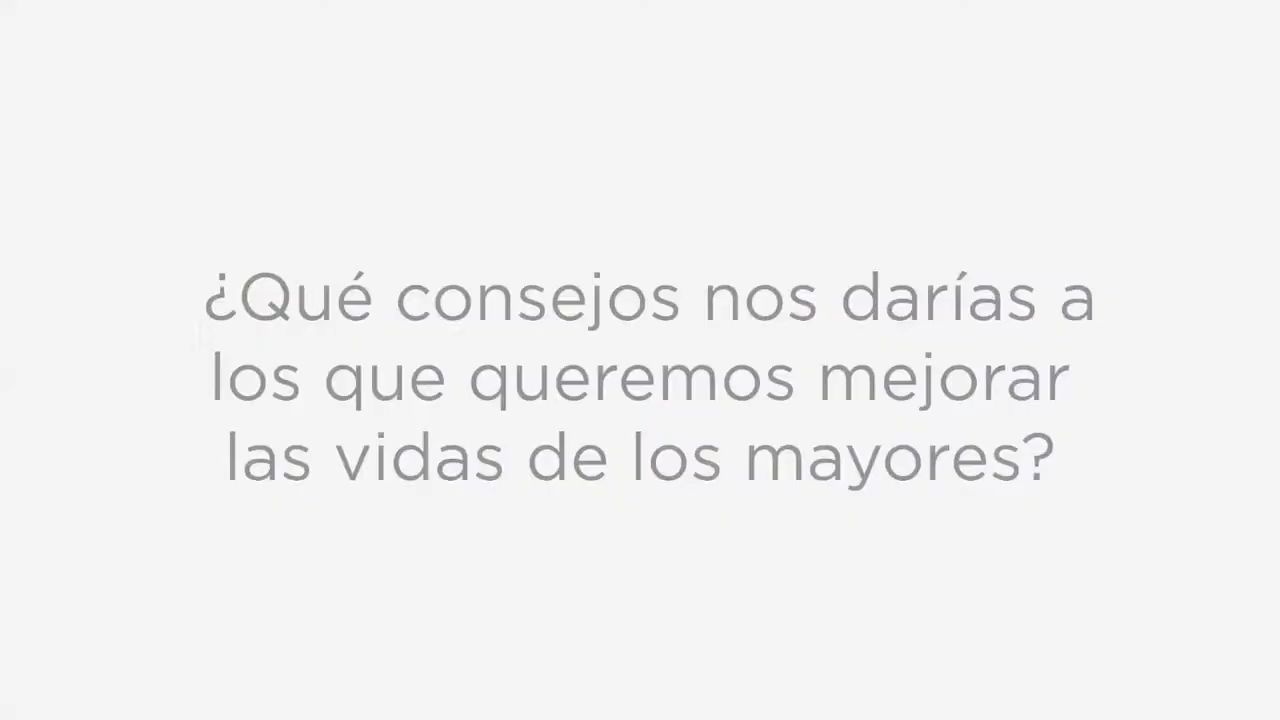 ¿Qué consejos nos darías a
los que queremos mejorar
las vidas de los mayores?